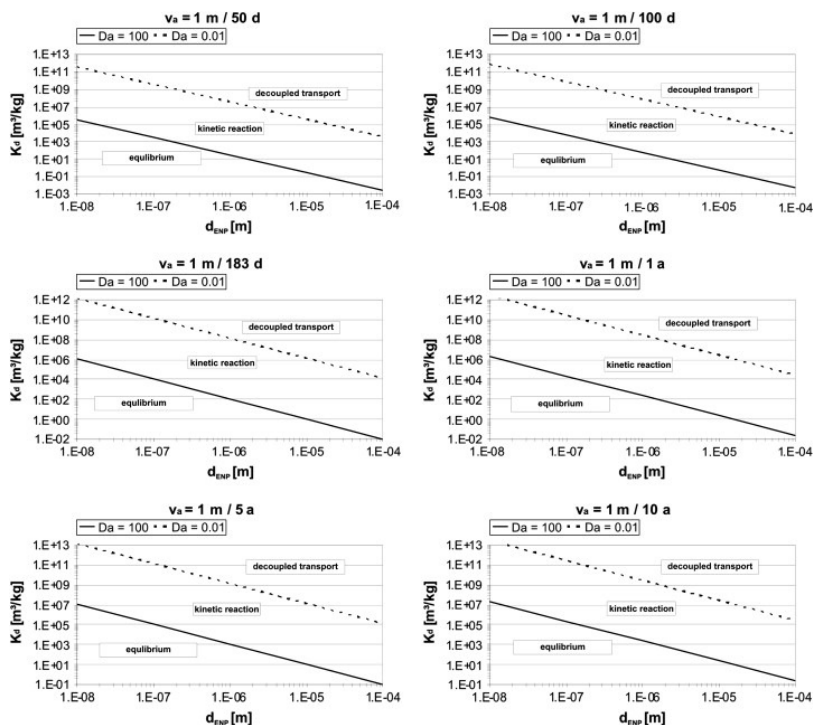 vₐ = 1 m / 50 d
Da = 100 Da = 0.01
1.E+13
1.E+11
1.E+09
1.E+07
1.E+05
1.E+03
1.E+01
1.E-01
1.E-03
K_d [m³/kg]
decoupled transport
kinetic reaction
equlibrium
1.E-08 1.E-07 1.E-06 1.E-05 1.E-04
d_ENP [m]
vₐ = 1 m / 100 d
Da = 100 Da = 0.01
1.E+13
1.E+11
1.E+09
1.E+07
1.E+05
1.E+03
1.E+01
1.E-01
1.E-03
K_d [m³/kg]
decoupled transport
kinetic reaction
equlibrium
1.E-08 1.E-07 1.E-06 1.E-05 1.E-04
d_ENP [m]
vₐ = 1 m / 183 d
Da = 100 Da = 0.01
1.E+12
1.E+10
1.E+08
1.E+06
1.E+04
1.E+02
1.E+00
1.E-02
K_d [m³/kg]
decoupled transport
kinetic reaction
equlibrium
1.E-08 1.E-07 1.E-06 1.E-05 1.E-04
d_ENP [m]
vₐ = 1 m / 1 a
Da = 100 Da = 0.01
1.E+12
1.E+10
1.E+08
1.E+06
1.E+04
1.E+02
1.E+00
1.E-02
K_d [m³/kg]
decoupled transport
kinetic reaction
equlibrium
1.E-08 1.E-07 1.E-06 1.E-05 1.E-04
d_ENP [m]
vₐ = 1 m / 5 a
Da = 100 Da = 0.01
1.E+13
1.E+11
1.E+09
1.E+07
1.E+05
1.E+03
1.E+01
1.E-01
K_d [m³/kg]
decoupled transport
kinetic reaction
equlibrium
1.E-08 1.E-07 1.E-06 1.E-05 1.E-04
d_ENP [m]
vₐ = 1 m / 10 a
Da = 100 Da = 0.01
1.E+13
1.E+11
1.E+09
1.E+07
1.E+05
1.E+03
1.E+01
1.E-01
K_d [m³/kg]
decoupled transport
kinetic reaction
equlibrium
1.E-08 1.E-07 1.E-06 1.E-05 1.E-04
d_ENP [m]